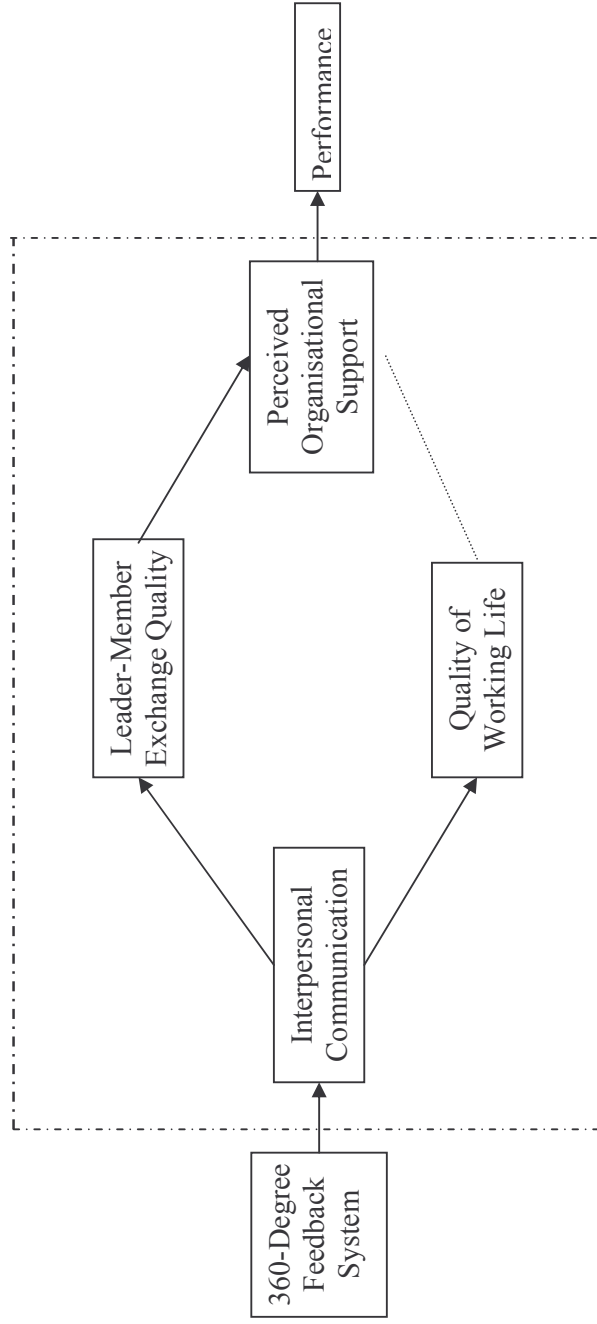 360-Degree
Feedback
System
Interpersonal
Communication
Leader-Member
Exchange Quality
Quality of
Working Life
Perceived
Organisational
Support
Performance